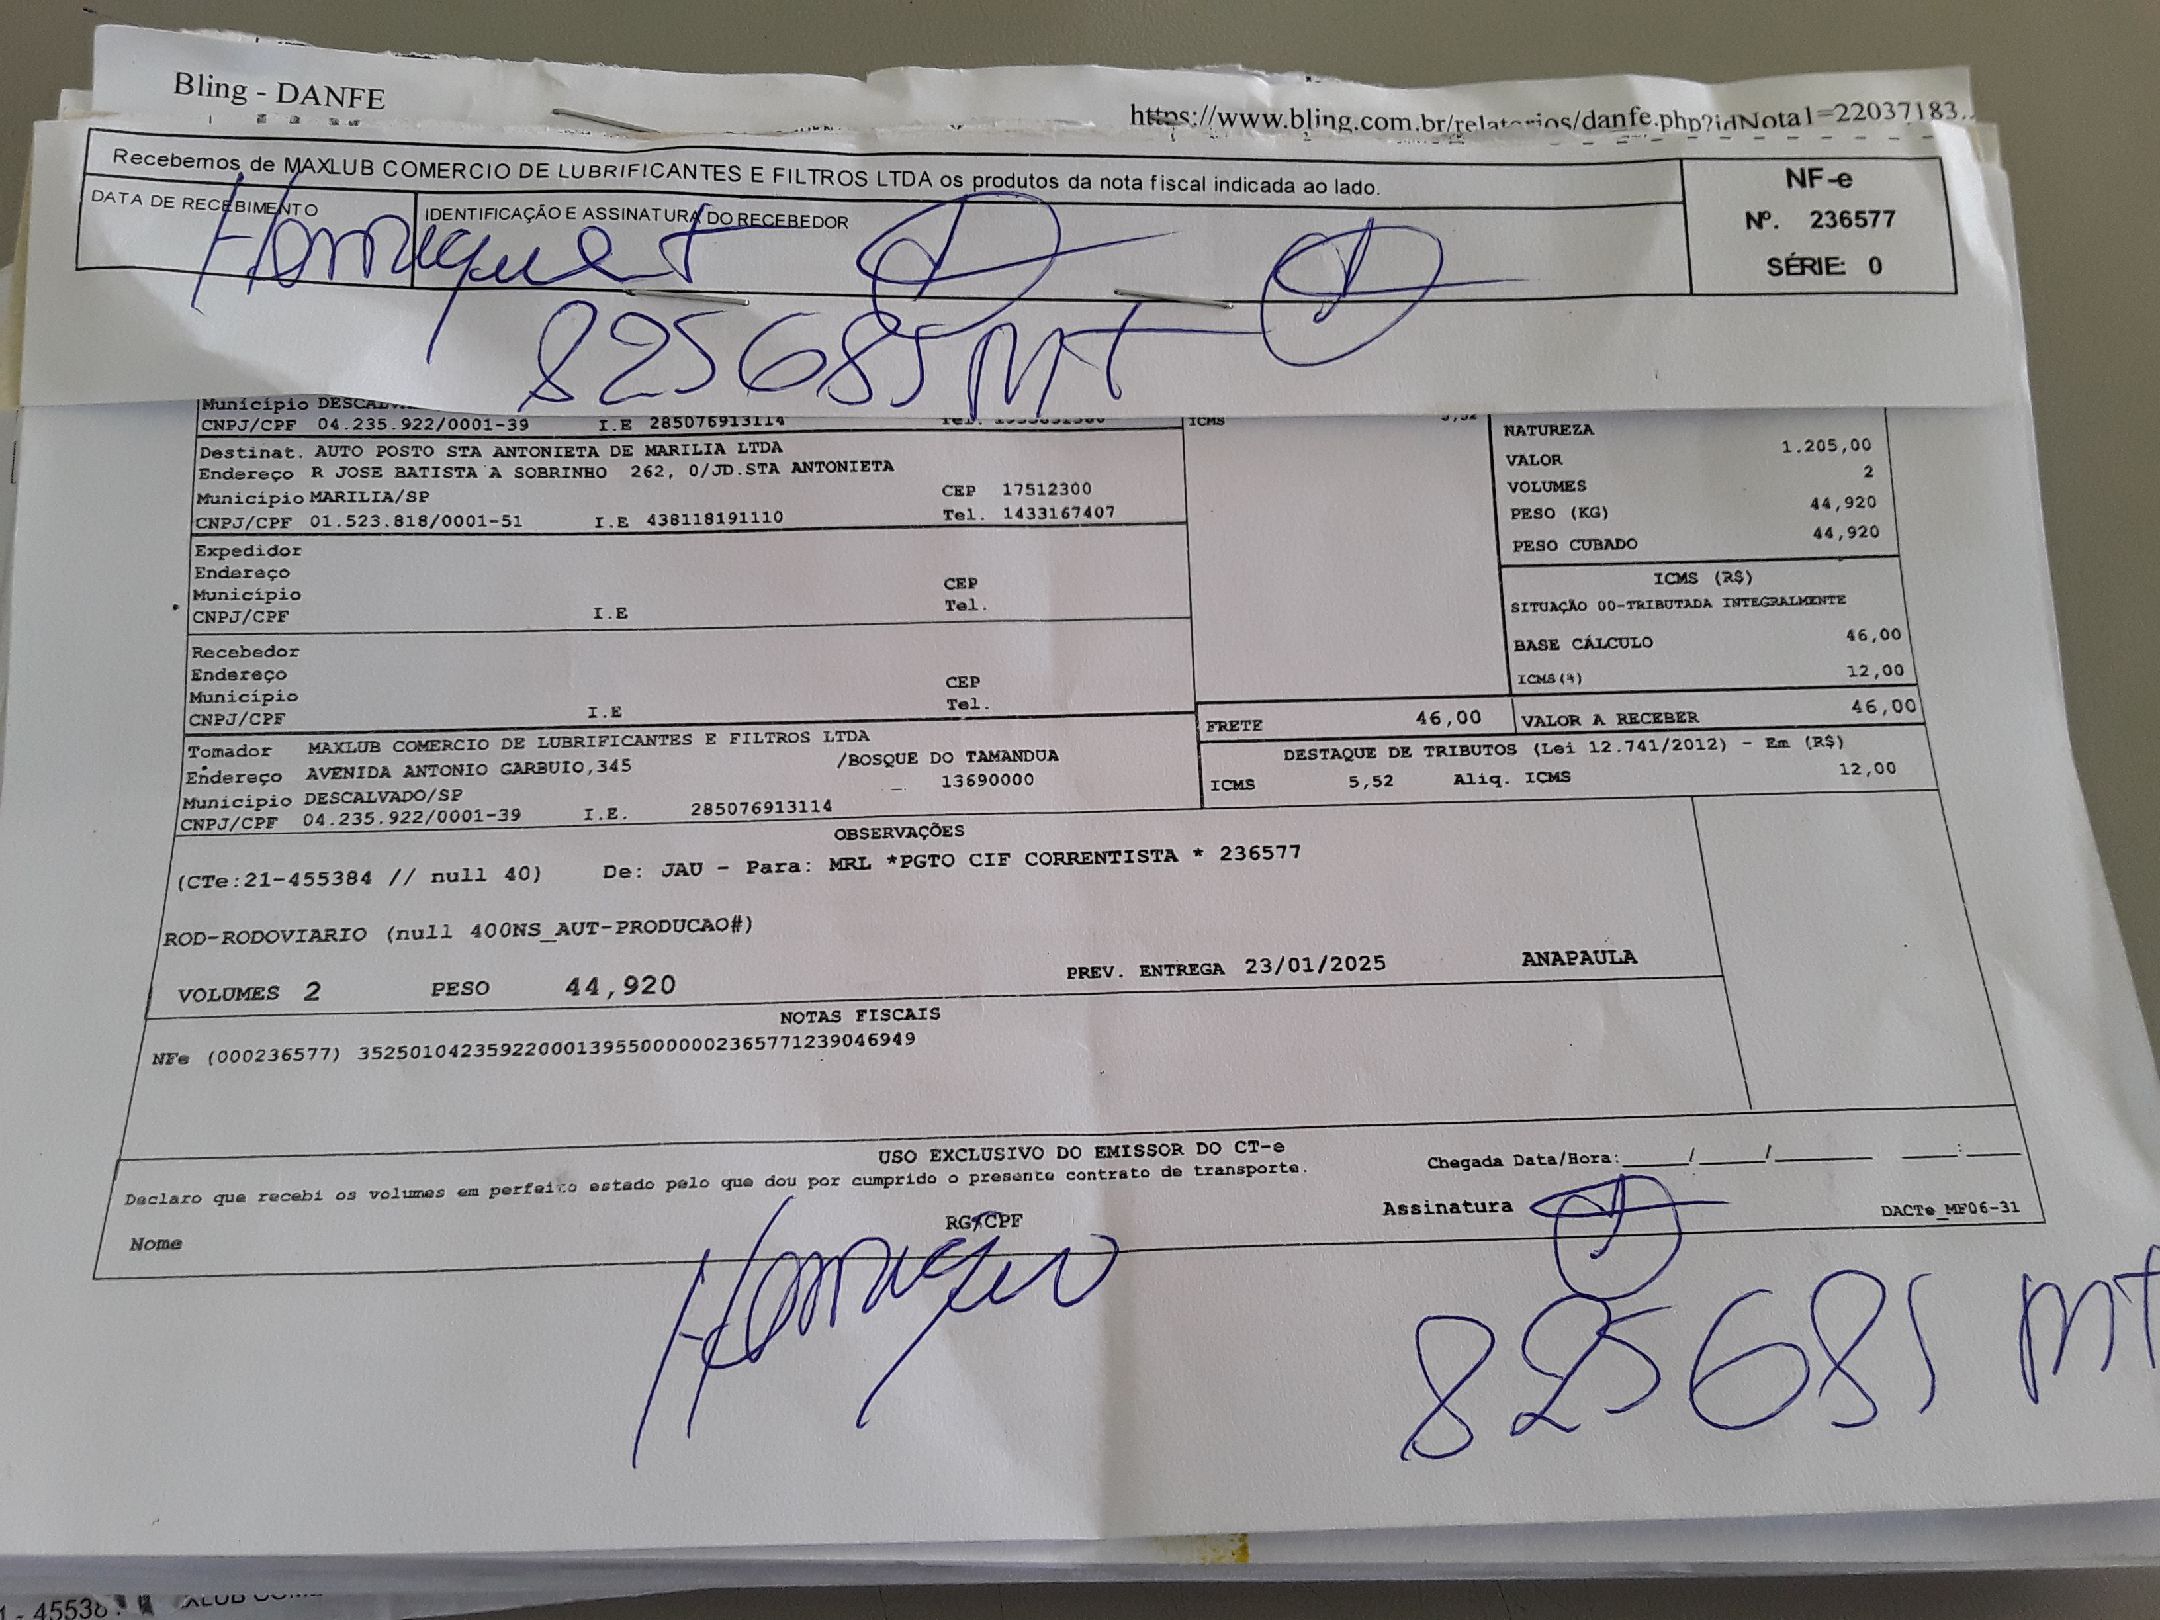 Bling - DANFE
https://www.bling.com.br/relatorios/danfe.php?idNota1=22037183...
Recebemos de MAXLUB COMERCIO DE LUBRIFICANTES E FILTROS LTDA os produtos da nota fiscal indicada ao lado.
DATA DE RECEBIMENTO
IDENTIFICAÇÃO E ASSINATURA DO RECEBEDOR
NF-e
Nº. 236577
SÉRIE: 0
825685 MT
Município
CNPJ/CPF 04.235.922/0001-39 I.E 285076913114
ICMS 5,52
Destinat. AUTO POSTO STA ANTONIETA DE MARILIA LTDA
Endereço R JOSE BATISTA A SOBRINHO 262, 0/JD.STA ANTONIETA
Município MARILIA/SP CEP 17512300
CNPJ/CPF 01.523.818/0001-51 I.E 438118191110 Tel. 1433167407
Expedidor
Endereço
Município CEP
CNPJ/CPF I.E Tel.
Recebedor
Endereço
Município CEP
CNPJ/CPF I.E Tel.
Tomador MAXLUB COMERCIO DE LUBRIFICANTES E FILTROS LTDA
Endereço AVENIDA ANTONIO GARBUIO,345 /BOSQUE DO TAMANDUA
Município DESCALVADO/SP 13690000
CNPJ/CPF 04.235.922/0001-39 I.E. 285076913114
NATUREZA
VALOR 1.205,00
VOLUMES 2
PESO (KG) 44,920
PESO CUBADO 44,920
ICMS (R$)
SITUAÇÃO 00-TRIBUTADA INTEGRALMENTE
BASE CÁLCULO 46,00
ICMS(%) 12,00
FRETE 46,00 VALOR A RECEBER 46,00
DESTAQUE DE TRIBUTOS (Lei 12.741/2012) - Em (R$)
ICMS 5,52 Aliq. ICMS 12,00
OBSERVAÇÕES
(CTe:21-455384 // null 40) De: JAU - Para: MRL *PGTO CIF CORRENTISTA * 236577
ROD-RODOVIARIO (null 400NS_AUT-PRODUCAO#)
VOLUMES 2 PESO 44,920 PREV. ENTREGA 23/01/2025 ANAPAULA
NOTAS FISCAIS
NFe (000236577) 35250104235922000139550000002365771239046949
USO EXCLUSIVO DO EMISSOR DO CT-e
Declaro que recebi os volumes em perfeito estado pelo que dou por cumprido o presente contrato de transporte.
Chegada Data/Hora:____/____/______ ___:___
Nome RG/CPF Assinatura DACTe_MF06-31
825685 MT